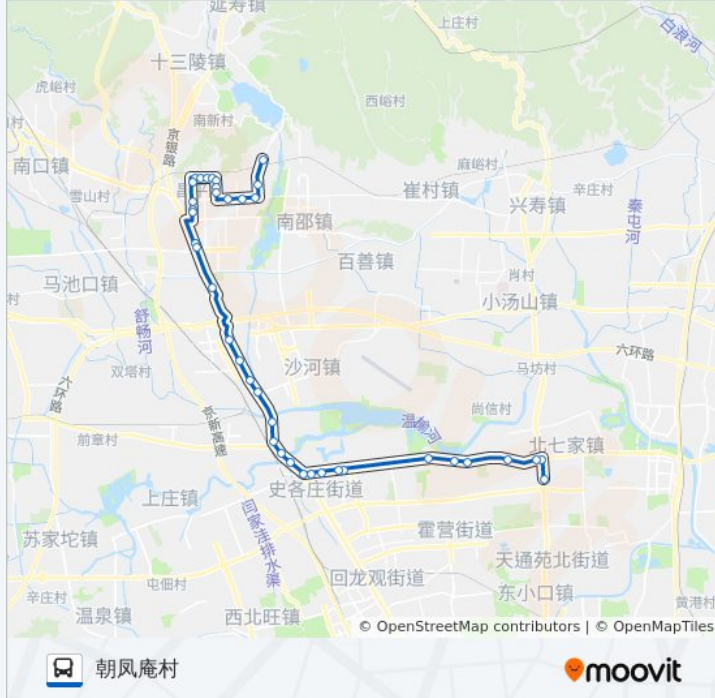 延寿镇
上庄村
白浪河
十三陵镇
虎峪村
西峪村
南新村
京银路
南口镇
麻峪村
雪山村
崔村镇
辛庄村
兴寿镇
秦屯河
南邵镇
百善镇
肖村
马池口镇
小汤山镇
舒畅河
六环路
双塔村
沙河镇
马坊村
六环路
尚信村
京新高速
温榆河
前章村
北七家镇
上庄镇
史各庄街道
闫家洼排水渠
苏家坨镇
霍营街道
天通苑北街道
屯佃村
回龙观街道
辛庄村
东小口镇
黄港村
温泉镇
西北旺镇
© OpenStreetMap contributors | © OpenMapTiles
朝凤庵村
moovit